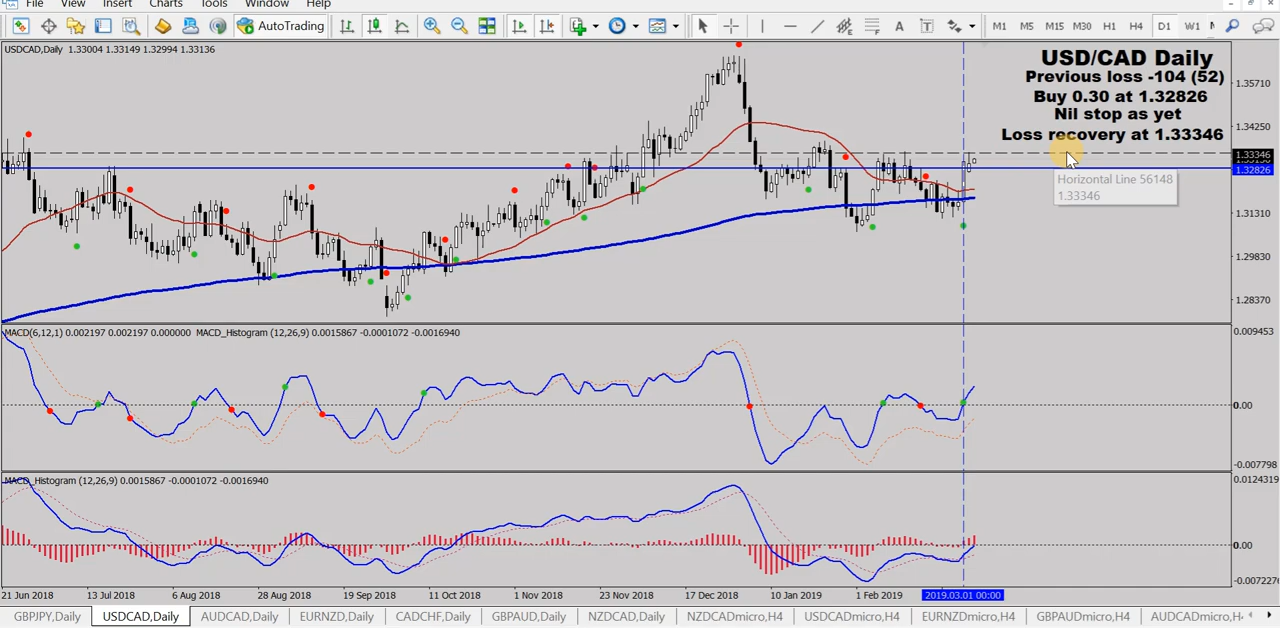 File View Insert Charts Tools Window Help
AutoTrading M1 M5 M15 M30 H1 H4 D1 W1
USDCAD,Daily 1.33004 1.33149 1.32994 1.33136
USD/CAD Daily
Previous loss -104 (52)
Buy 0.30 at 1.32826
Nil stop as yet
Loss recovery at 1.33346
Horizontal Line 56148
1.33346
1.35710
1.34250
1.33346
1.32826
1.31310
1.29830
1.28370
MACD(6,12,1) 0.002197 0.002197 0.000000 MACD_Histogram (12,26,9) 0.0015867 -0.0001072 -0.0016940
0.009453
0.00
-0.007798
MACD_Histogram (12,26,9) 0.0015867 -0.0001072 -0.0016940
0.0124319
0.00
21 Jun 2018 13 Jul 2018 6 Aug 2018 28 Aug 2018 19 Sep 2018 11 Oct 2018 1 Nov 2018 23 Nov 2018 17 Dec 2018 10 Jan 2019 1 Feb 2019 2019.03.01 00:00
GBPJPY,Daily USDCAD,Daily AUDCAD,Daily EURNZD,Daily CADCHF,Daily GBPAUD,Daily NZDCAD,Daily NZDCADmicro,H4 USDCADmicro,H4 EURNZDmicro,H4 GBPAUDmicro,H4